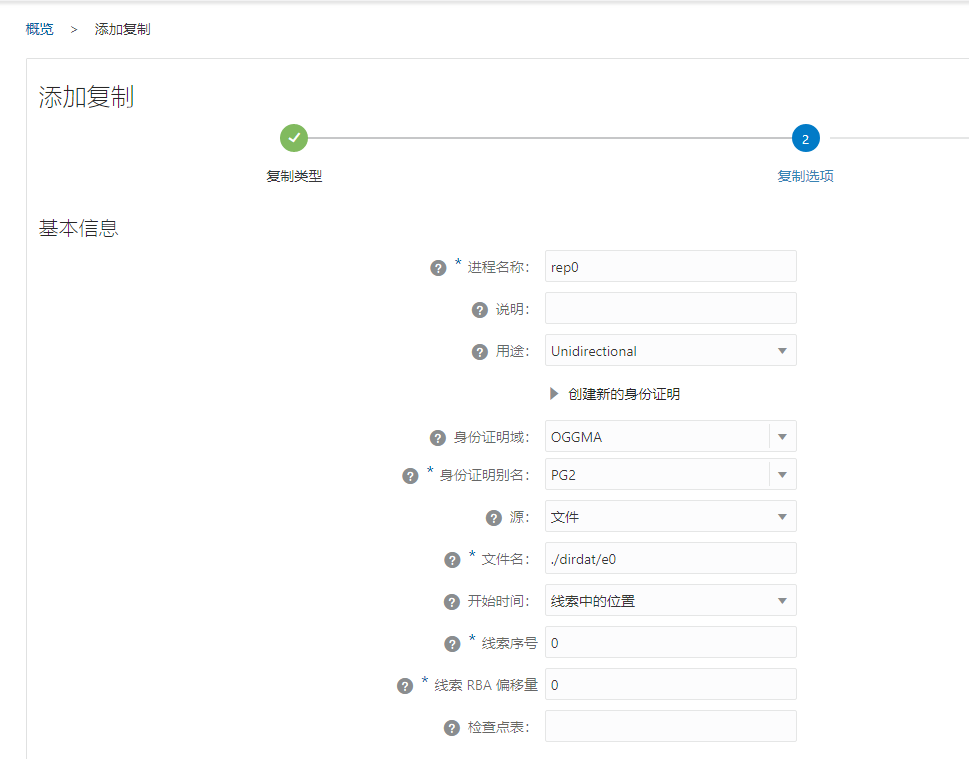 概览 > 添加复制
添加复制
2
复制类型 复制选项
基本信息
? * 进程名称: rep0
? 说明:
? 用途: Unidirectional
创建新的身份证明
? 身份证明域: OGGMA
? * 身份证明别名: PG2
? 源: 文件
? * 文件名: ./dirdat/e0
? 开始时间: 线索中的位置
? * 线索序号 0
? * 线索 RBA 偏移量 0
? 检查点表: